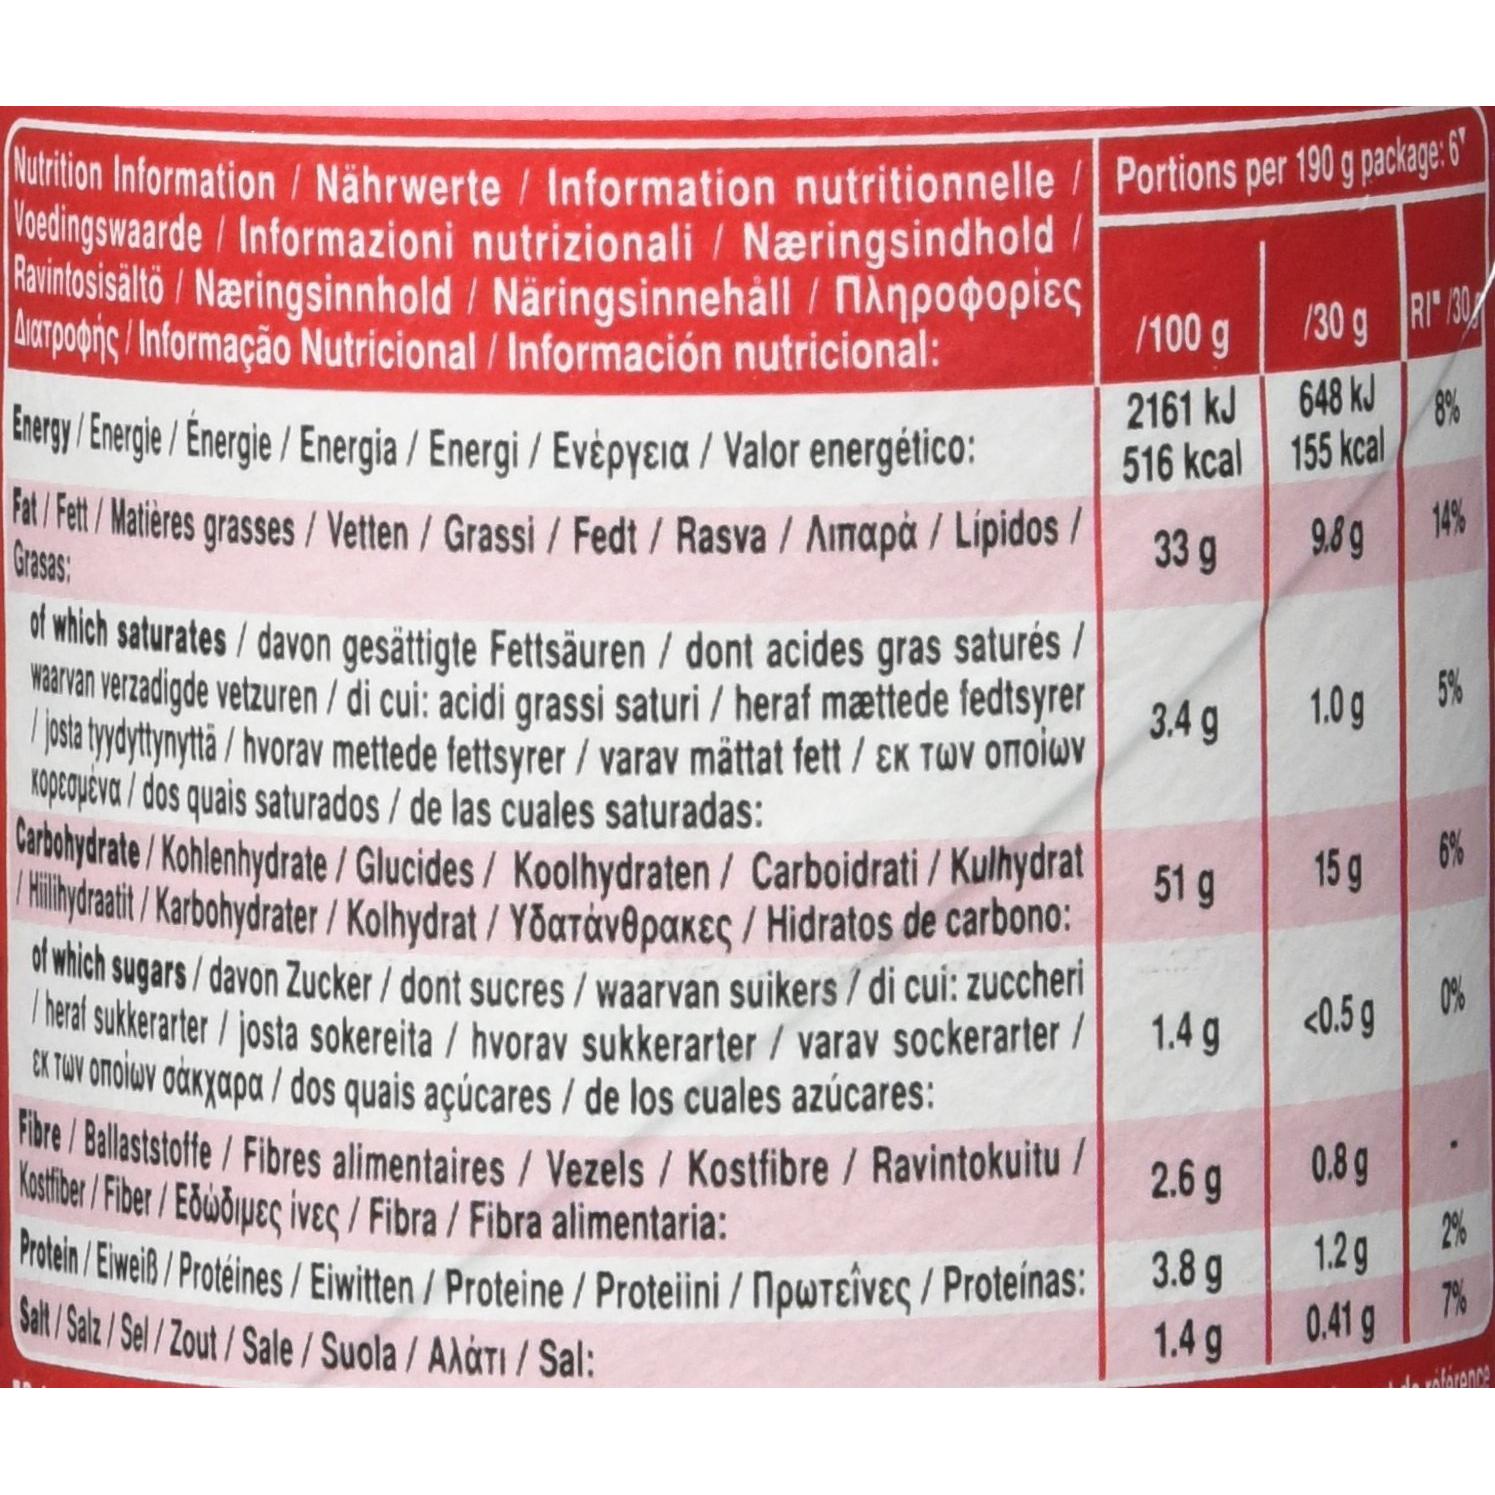 Nutrition Information / Nährwerte / Information nutritionnelle /
Voedingswaarde / Informazioni nutrizionali / Næringsindhold /
Ravintosisältö / Næringsinnhold / Näringsinnehåll / Πληροφορίες
Διατροφής / Informação Nutricional / Información nutricional:
Portions per 190 g package: 6
/100 g /30 g RI /30
Energy / Energie / Énergie / Energia / Energi / Ενέργεια / Valor energético:
2161 kJ 648 kJ 8%
516 kcal 155 kcal
Fat / Fett / Matières grasses / Vetten / Grassi / Fedt / Rasva / Λιπαρά / Lípidos /
Grasas:
33 g 9.8 g 14%
of which saturates / davon gesättigte Fettsäuren / dont acides gras saturés /
waarvan verzadigde vetzuren / di cui: acidi grassi saturi / heraf mættede fedtsyrer
/ josta tyydyttynyttä / hvorav mettede fettsyrer / varav mättat fett / εκ των οποίων
κορεσμένα / dos quais saturados / de las cuales saturadas:
3.4 g 1.0 g 5%
Carbohydrate / Kohlenhydrate / Glucides / Koolhydraten / Carboidrati / Kulhydrat
/ Hiilihydraatit / Karbohydrater / Kolhydrat / Υδατάνθρακες / Hidratos de carbono:
51 g 15 g 6%
of which sugars / davon Zucker / dont sucres / waarvan suikers / di cui: zuccheri
/ heraf sukkerarter / josta sokereita / hvorav sukkerarter / varav sockerarter /
εκ των οποίων σάκχαρα / dos quais açúcares / de los cuales azúcares:
1.4 g <0.5 g 0%
Fibre / Ballaststoffe / Fibres alimentaires / Vezels / Kostfibre / Ravintokuitu /
Kostfiber / Fiber / Εδώδιμες ίνες / Fibra / Fibra alimentaria:
2.6 g 0.8 g -
Protein / Eiweiß / Protéines / Eiwitten / Proteine / Proteiini / Πρωτεΐνες / Proteínas:
3.8 g 1.2 g 2%
Salt / Salz / Sel / Zout / Sale / Suola / Αλάτι / Sal:
1.4 g 0.41 g 7%
de référence